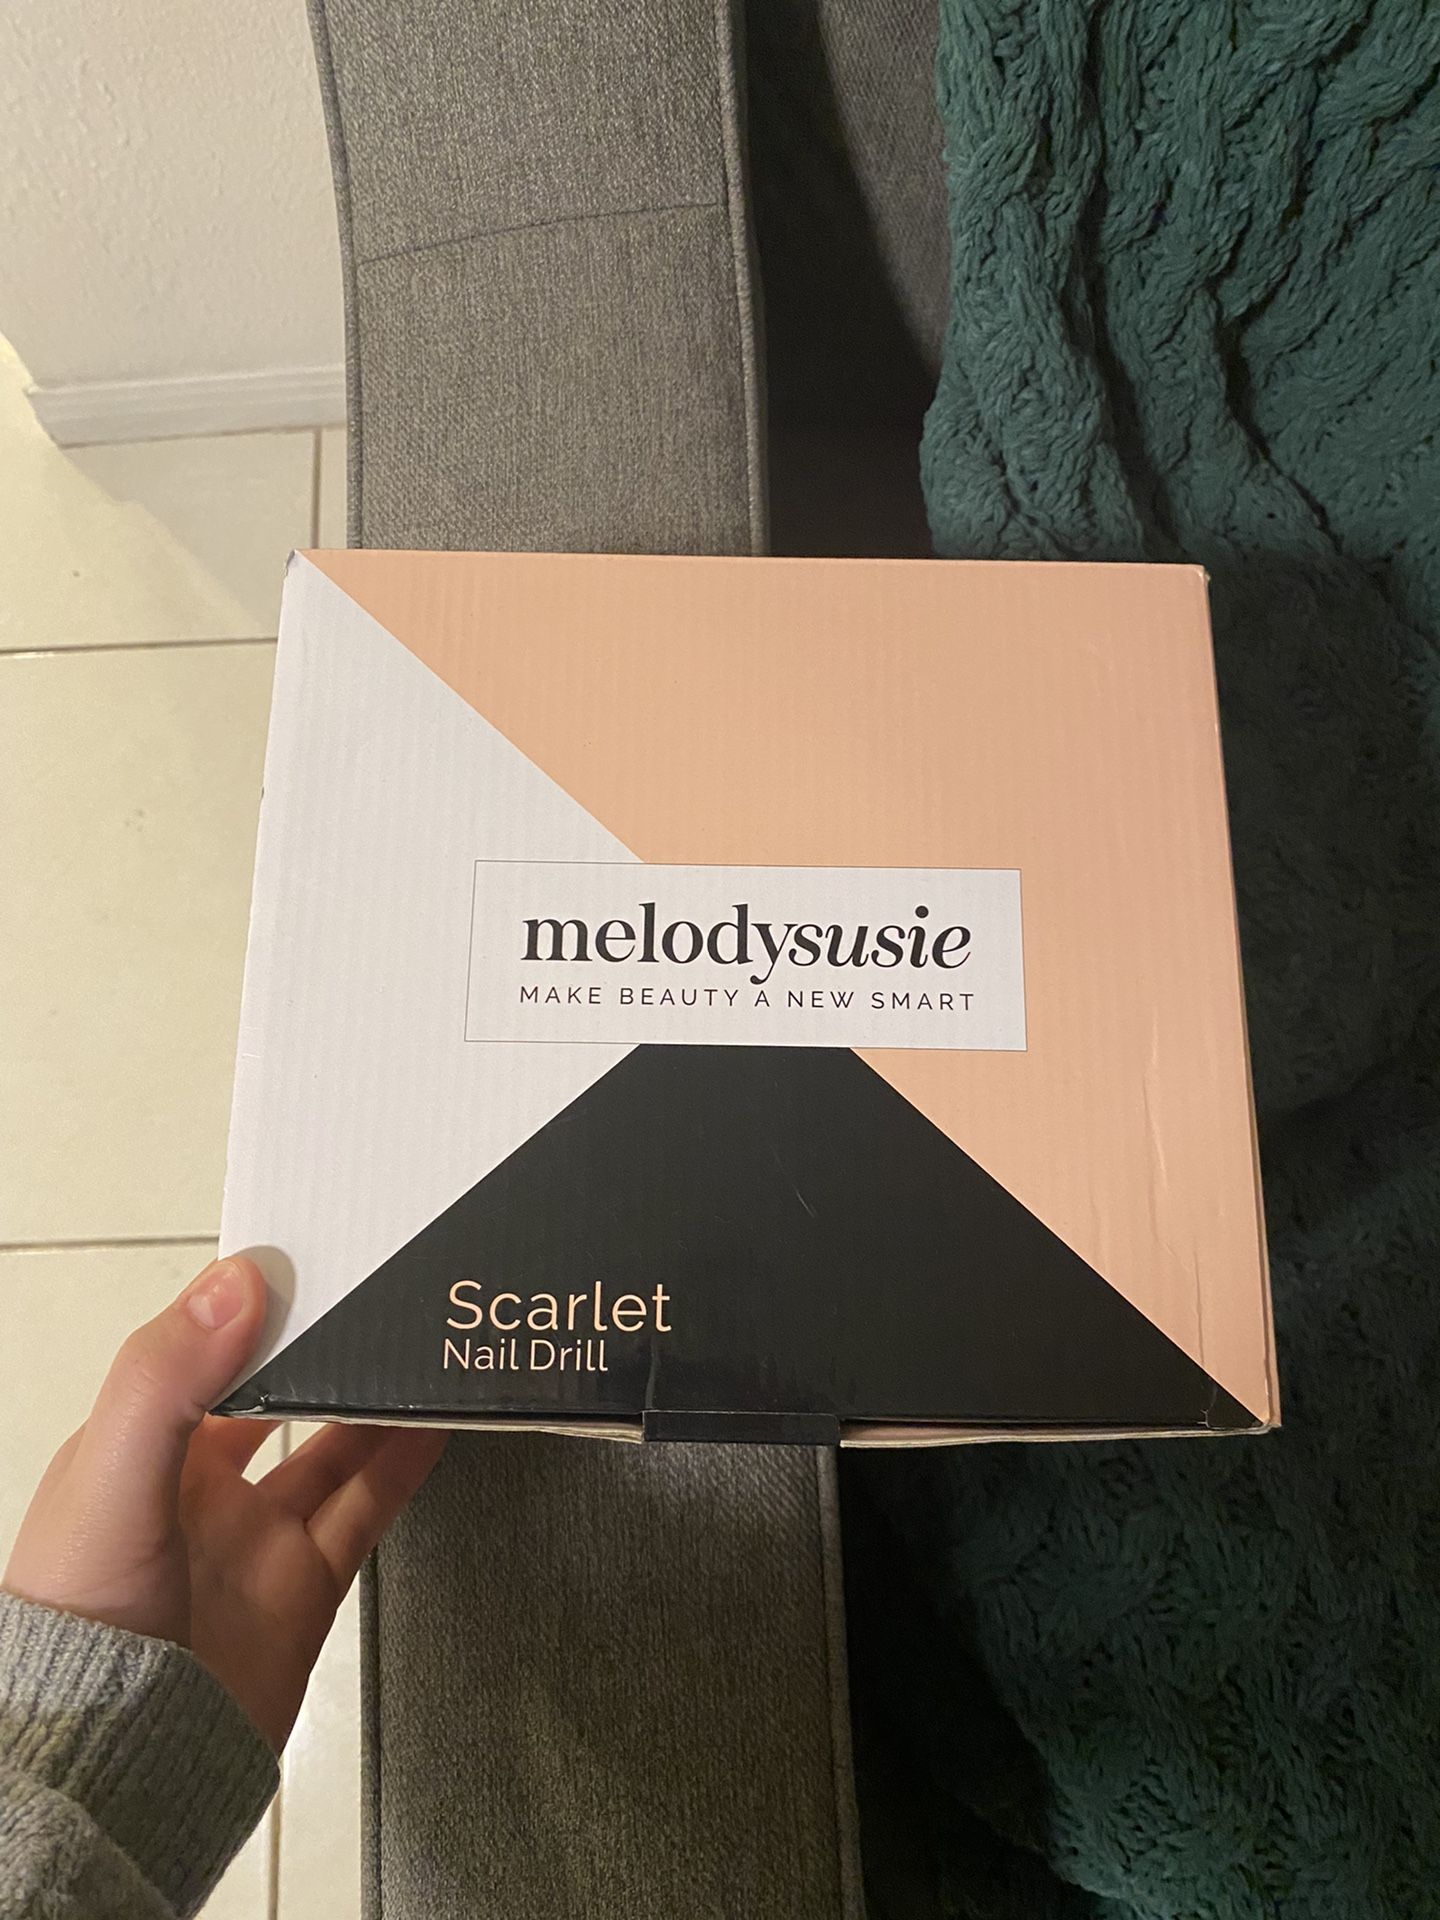 melodysusie
MAKE BEAUTY A NEW SMART
Scarlet
Nail Drill